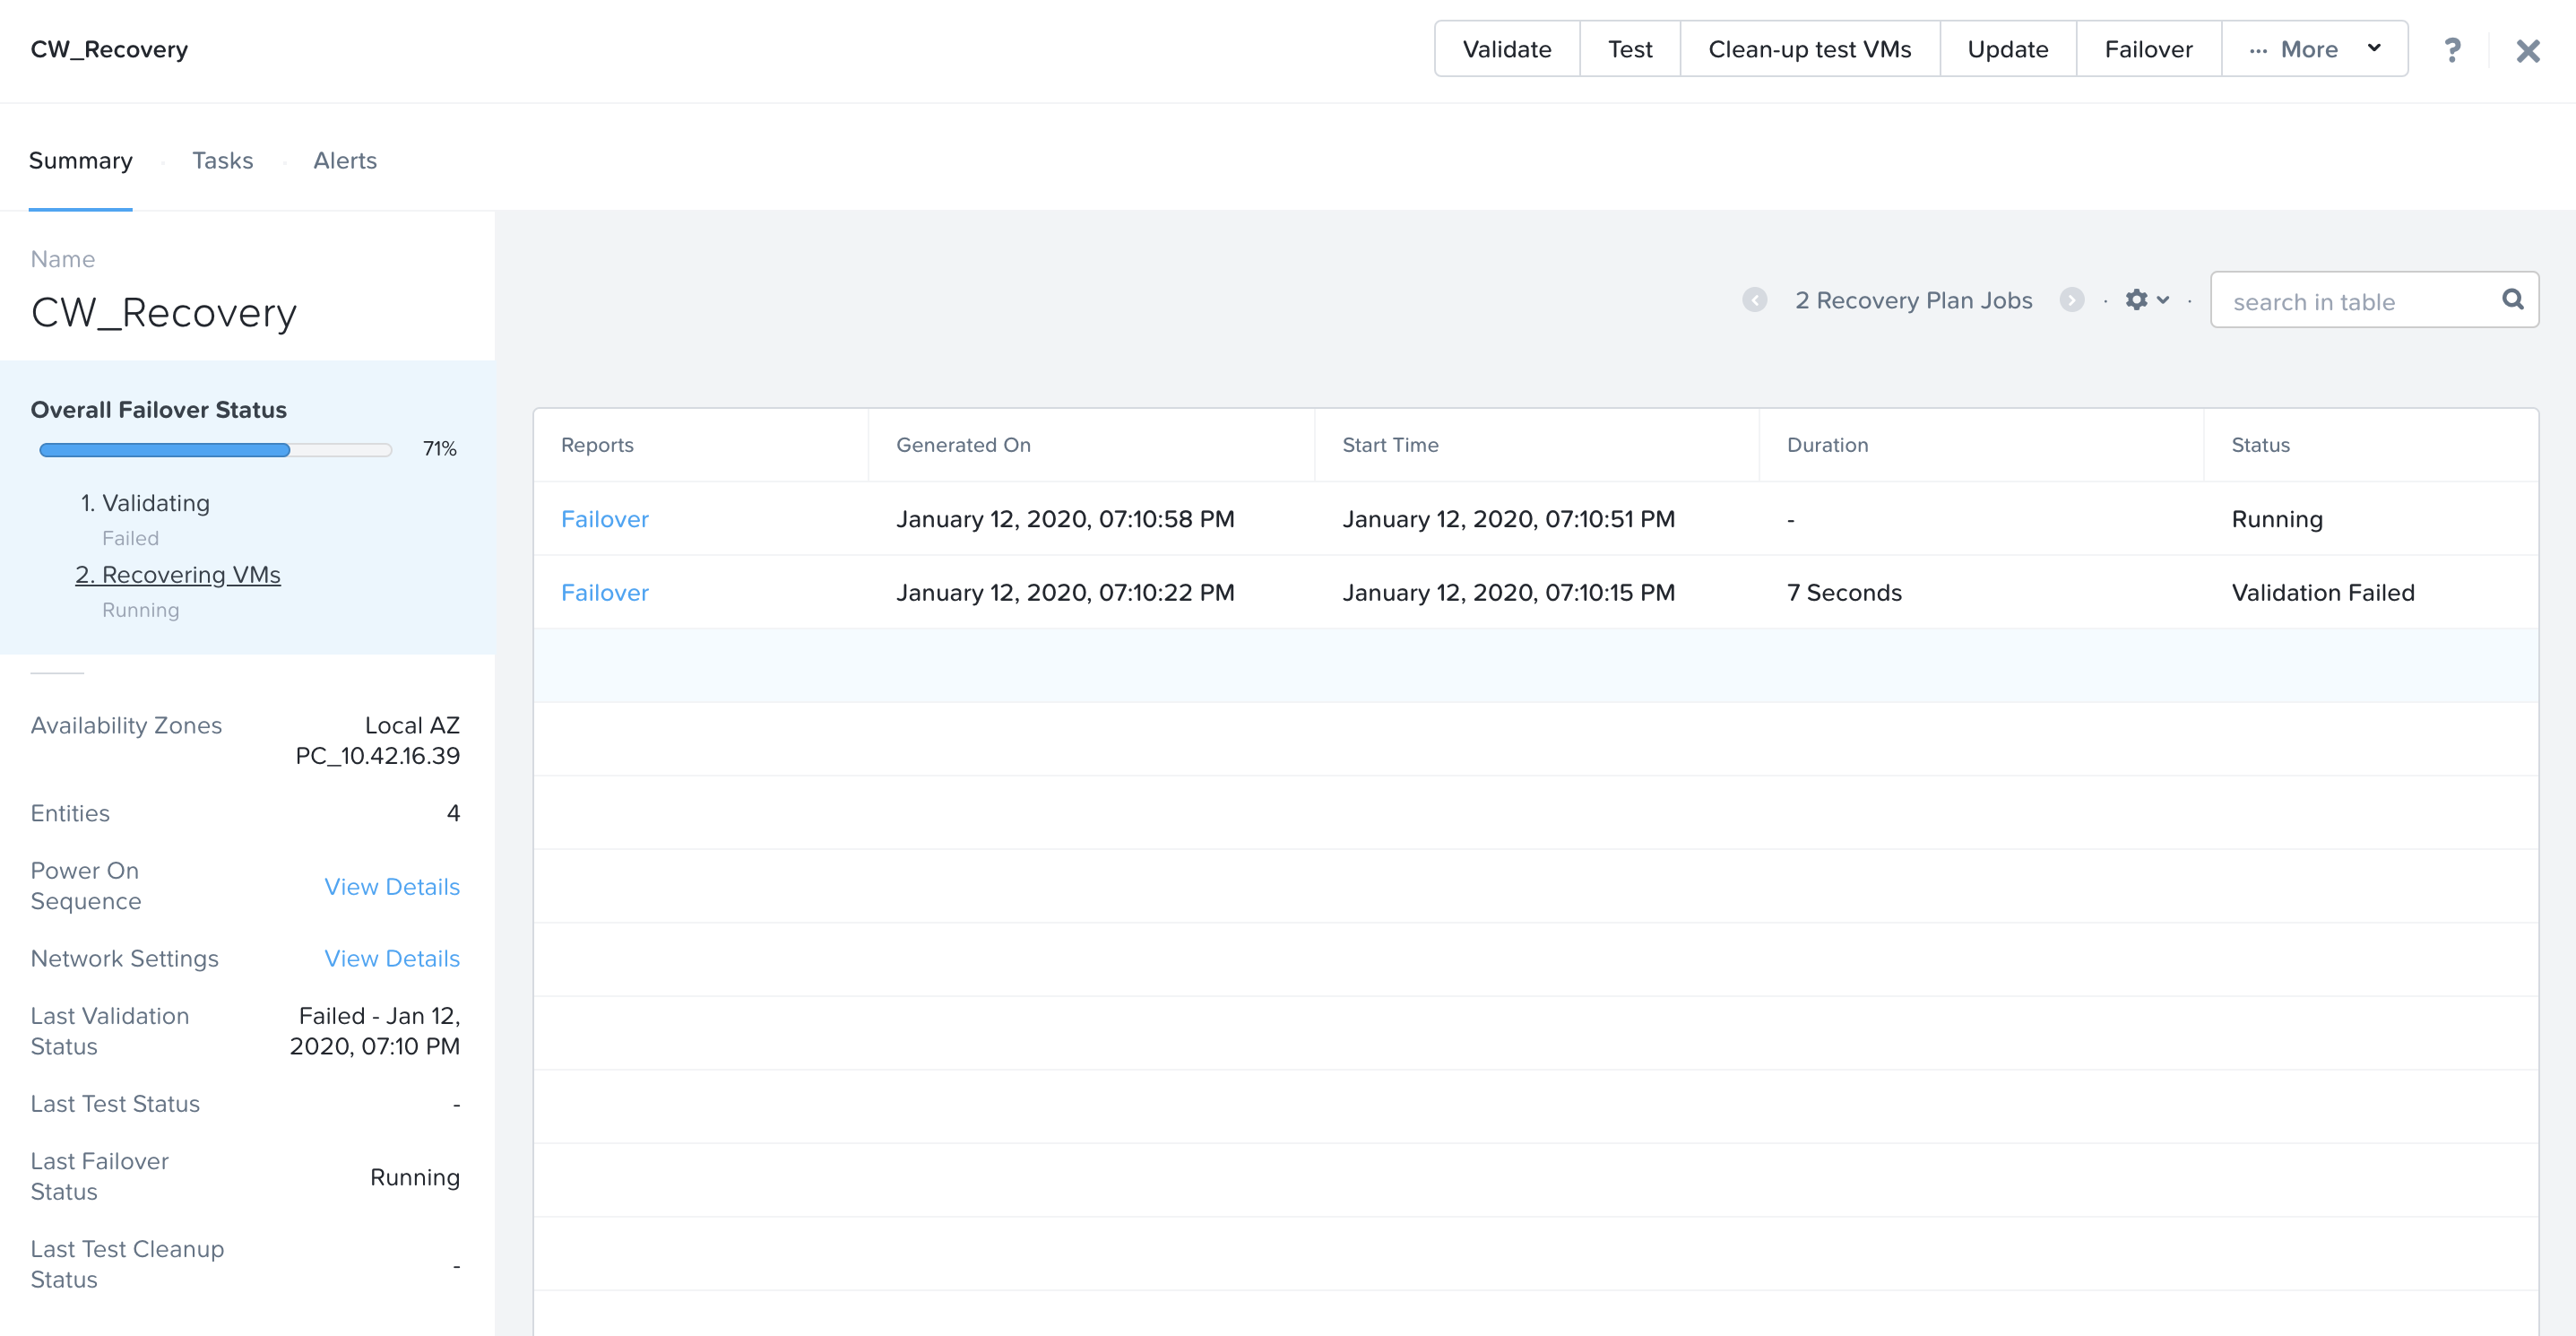 CW_Recovery
Validate
Test
Clean-up test VMs
Update
Failover
··· More
?
Summary
Tasks
Alerts
Name
CW_Recovery
Overall Failover Status
71%
1. Validating
Failed
2. Recovering VMs
Running
Availability Zones
Local AZ
PC_10.42.16.39
Entities
4
Power On
Sequence
View Details
Network Settings
View Details
Last Validation
Status
Failed - Jan 12,
2020, 07:10 PM
Last Test Status
-
Last Failover
Status
Running
Last Test Cleanup
Status
-
2 Recovery Plan Jobs
search in table
Reports
Generated On
Start Time
Duration
Status
Failover
January 12, 2020, 07:10:58 PM
January 12, 2020, 07:10:51 PM
-
Running
Failover
January 12, 2020, 07:10:22 PM
January 12, 2020, 07:10:15 PM
7 Seconds
Validation Failed